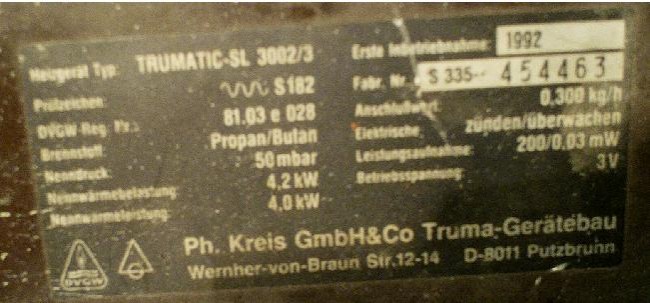 Heizgerät Typ: TRUMATIC-SL 3002/3
Prüfzeichen: S182
DVGW-Reg. Nr.: 81.03 e 028
Brennstoff: Propan/Butan
Nenndruck: 50 mbar
Nennwärmebelastung: 4,2 kW
Nennwärmeleistung: 4,0 kW
Erste Inbetriebnahme: 1992
Fabr. Nr. S 335-- 454463
Anschlußwert: 0,300 kg/h
Elektrische zünden/überwachen
Leistungsaufnahme: 200/0.03 mW
Betriebsspannung: 3V
Ph. Kreis GmbH&Co Truma-Gerätebau
Wernher-von-Braun Str.12-14 D-8011 Putzbrunn
DVGW